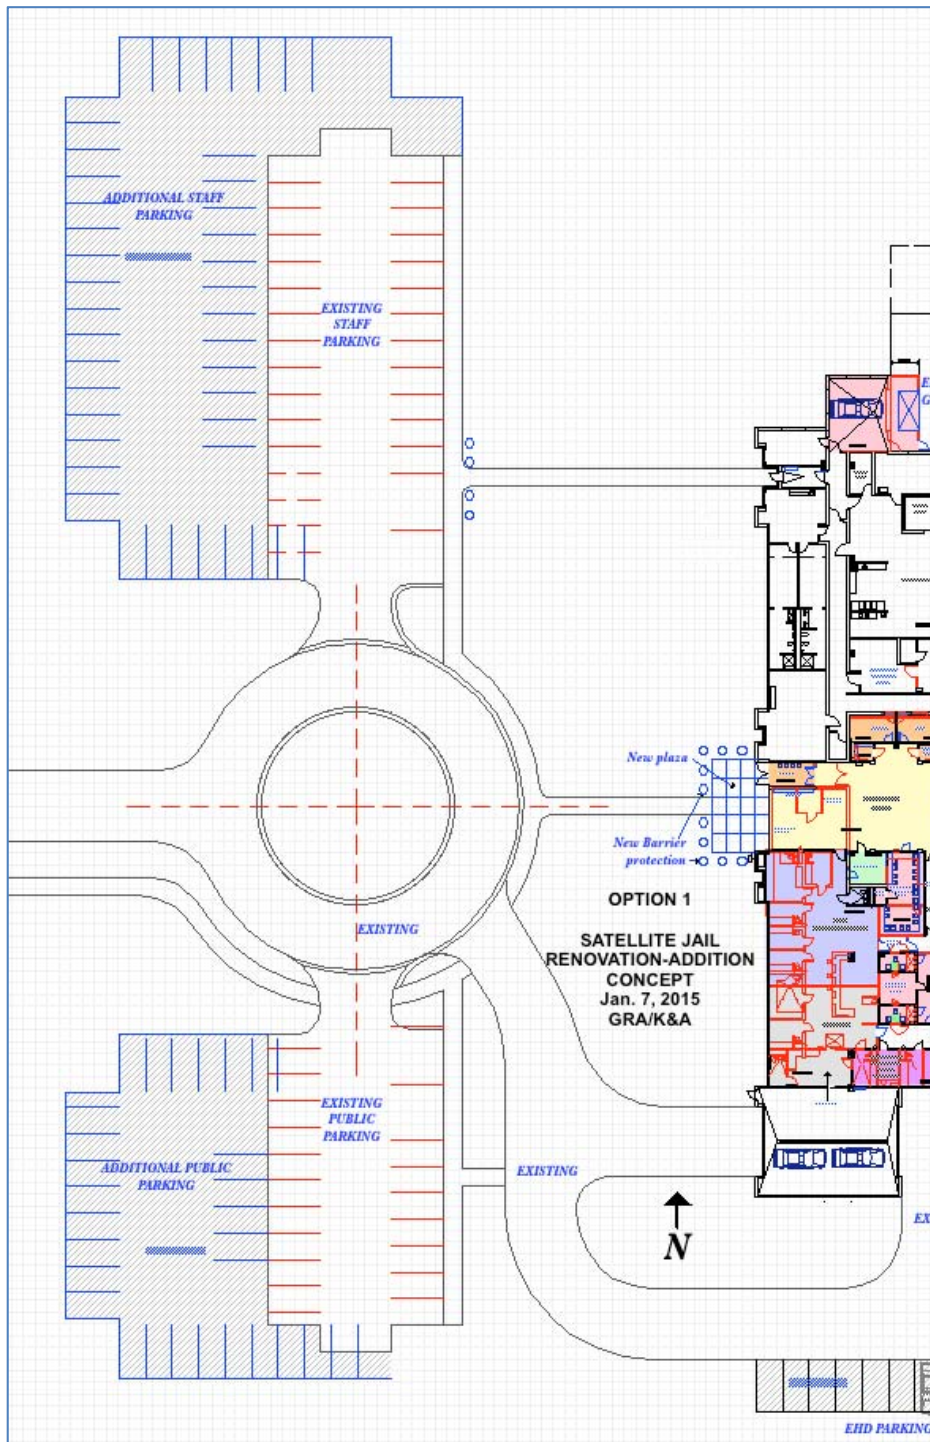 ADDITIONAL STAFF
PARKING
EXISTING
STAFF
PARKING
New plaza
New Barrier
protection
OPTION 1
SATELLITE JAIL
RENOVATION-ADDITION
CONCEPT
Jan. 7, 2015
GRA/K&A
EXISTING
EXISTING
PUBLIC
PARKING
ADDITIONAL PUBLIC
PARKING
EXISTING
N
EHD PARKING